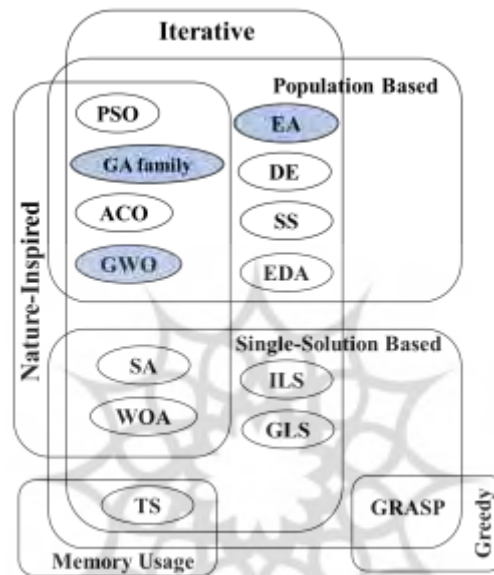 Iterative
Population Based
PSO
EA
GA family
DE
ACO
SS
GWO
EDA
Nature-Inspired
Single-Solution Based
SA
ILS
WOA
GLS
TS
GRASP
Greedy
Memory Usage